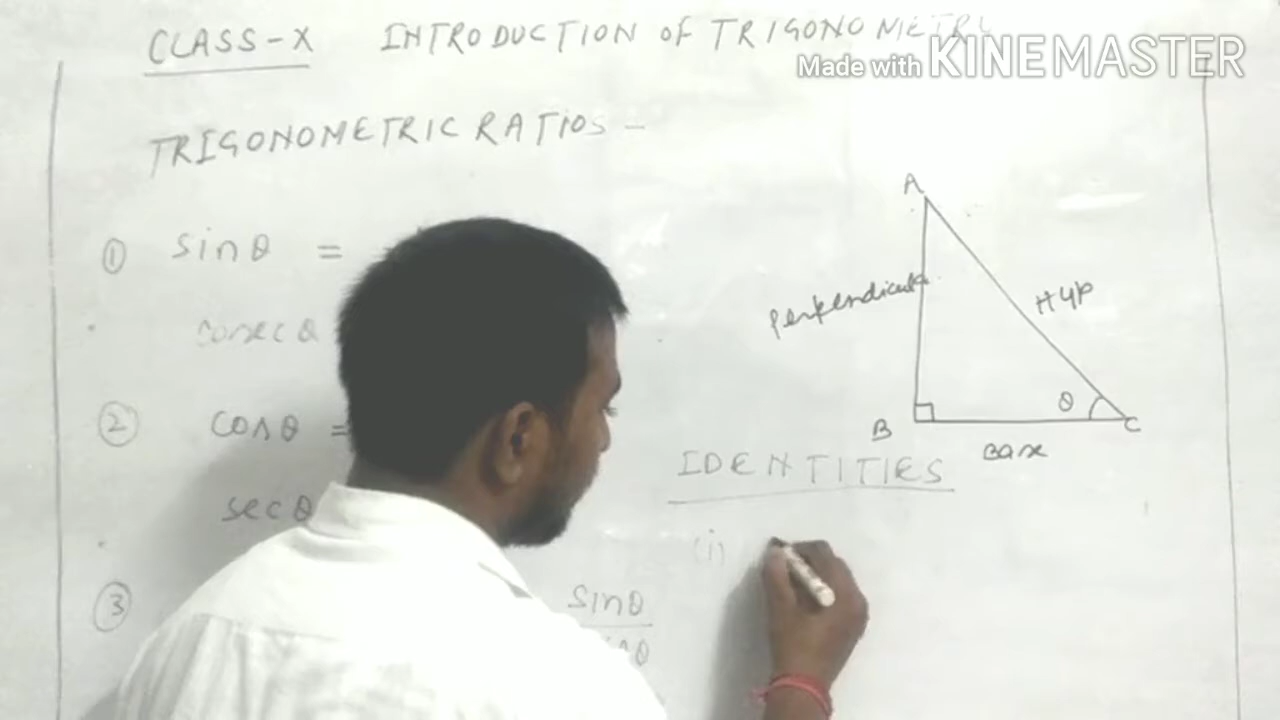 CLASS-X INTRODUCTION OF TRIGONOMETRY
Made with KINEMASTER
TRIGONOMETRIC RATIOS -
① sinθ =
cosecθ
② cosθ =
secθ
③ sinθ
A
perpendicular
Hyp
θ
B
C
Base
IDENTITIES
(i)